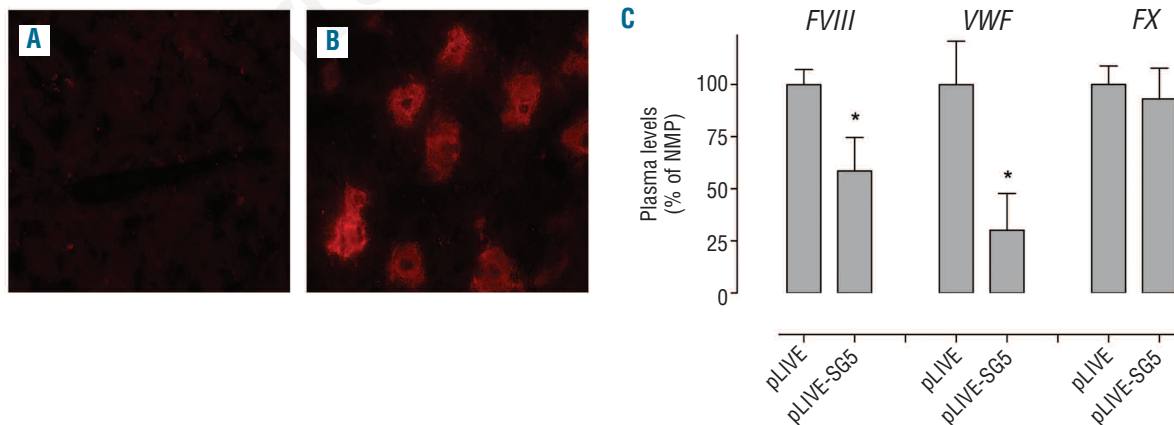 A
B
C
FVIII VWF FX
Plasma levels
(% of NMP)
100
75
50
25
0
* *
pLIVE pLIVE-SG5 pLIVE pLIVE-SG5 pLIVE pLIVE-SG5